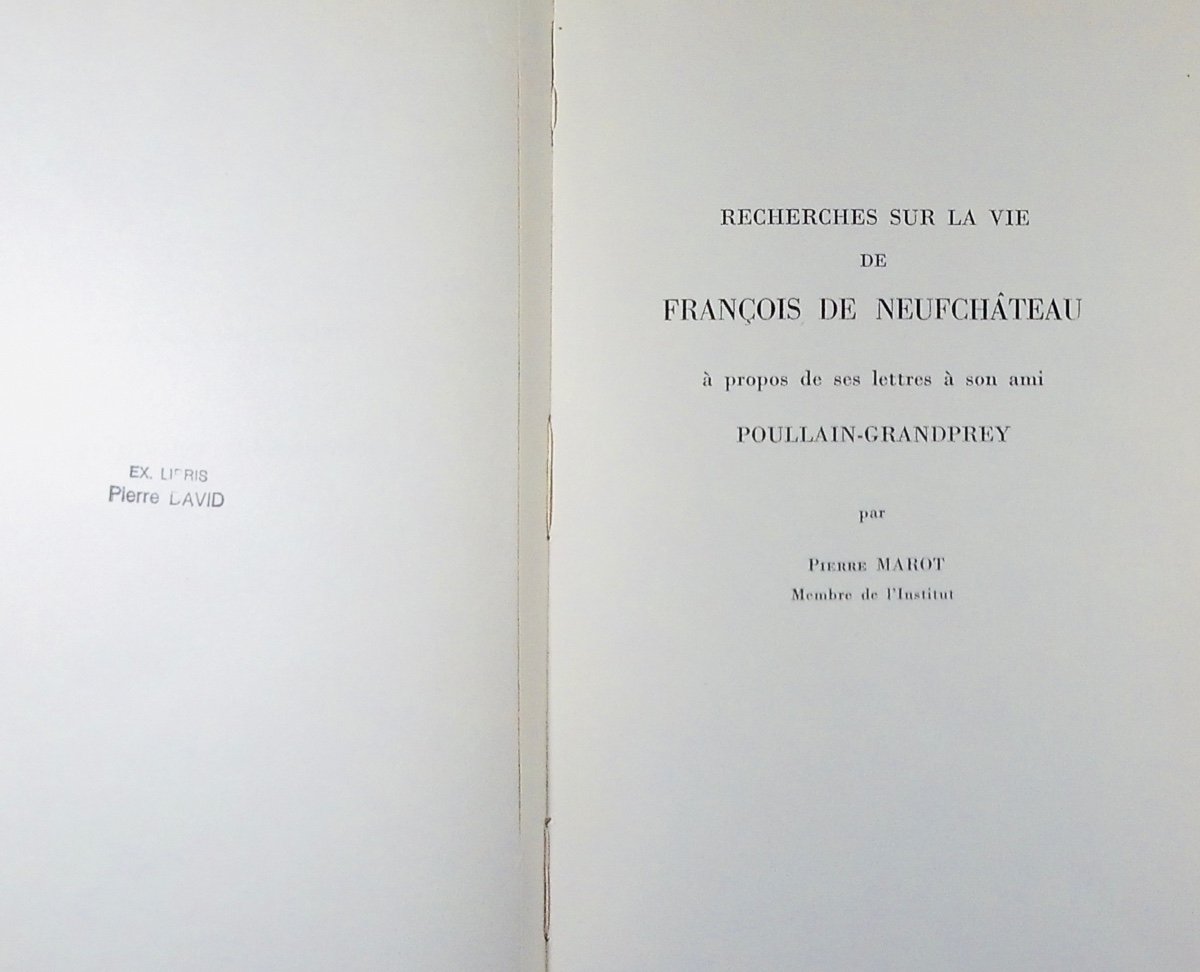 EX. LIBRIS
Pierre DAVID
RECHERCHES SUR LA VIE
DE
FRANÇOIS DE NEUFCHÂTEAU
à propos de ses lettres à son ami
POULLAIN-GRANDPREY
par
PIERRE MAROT
Membre de l'Institut